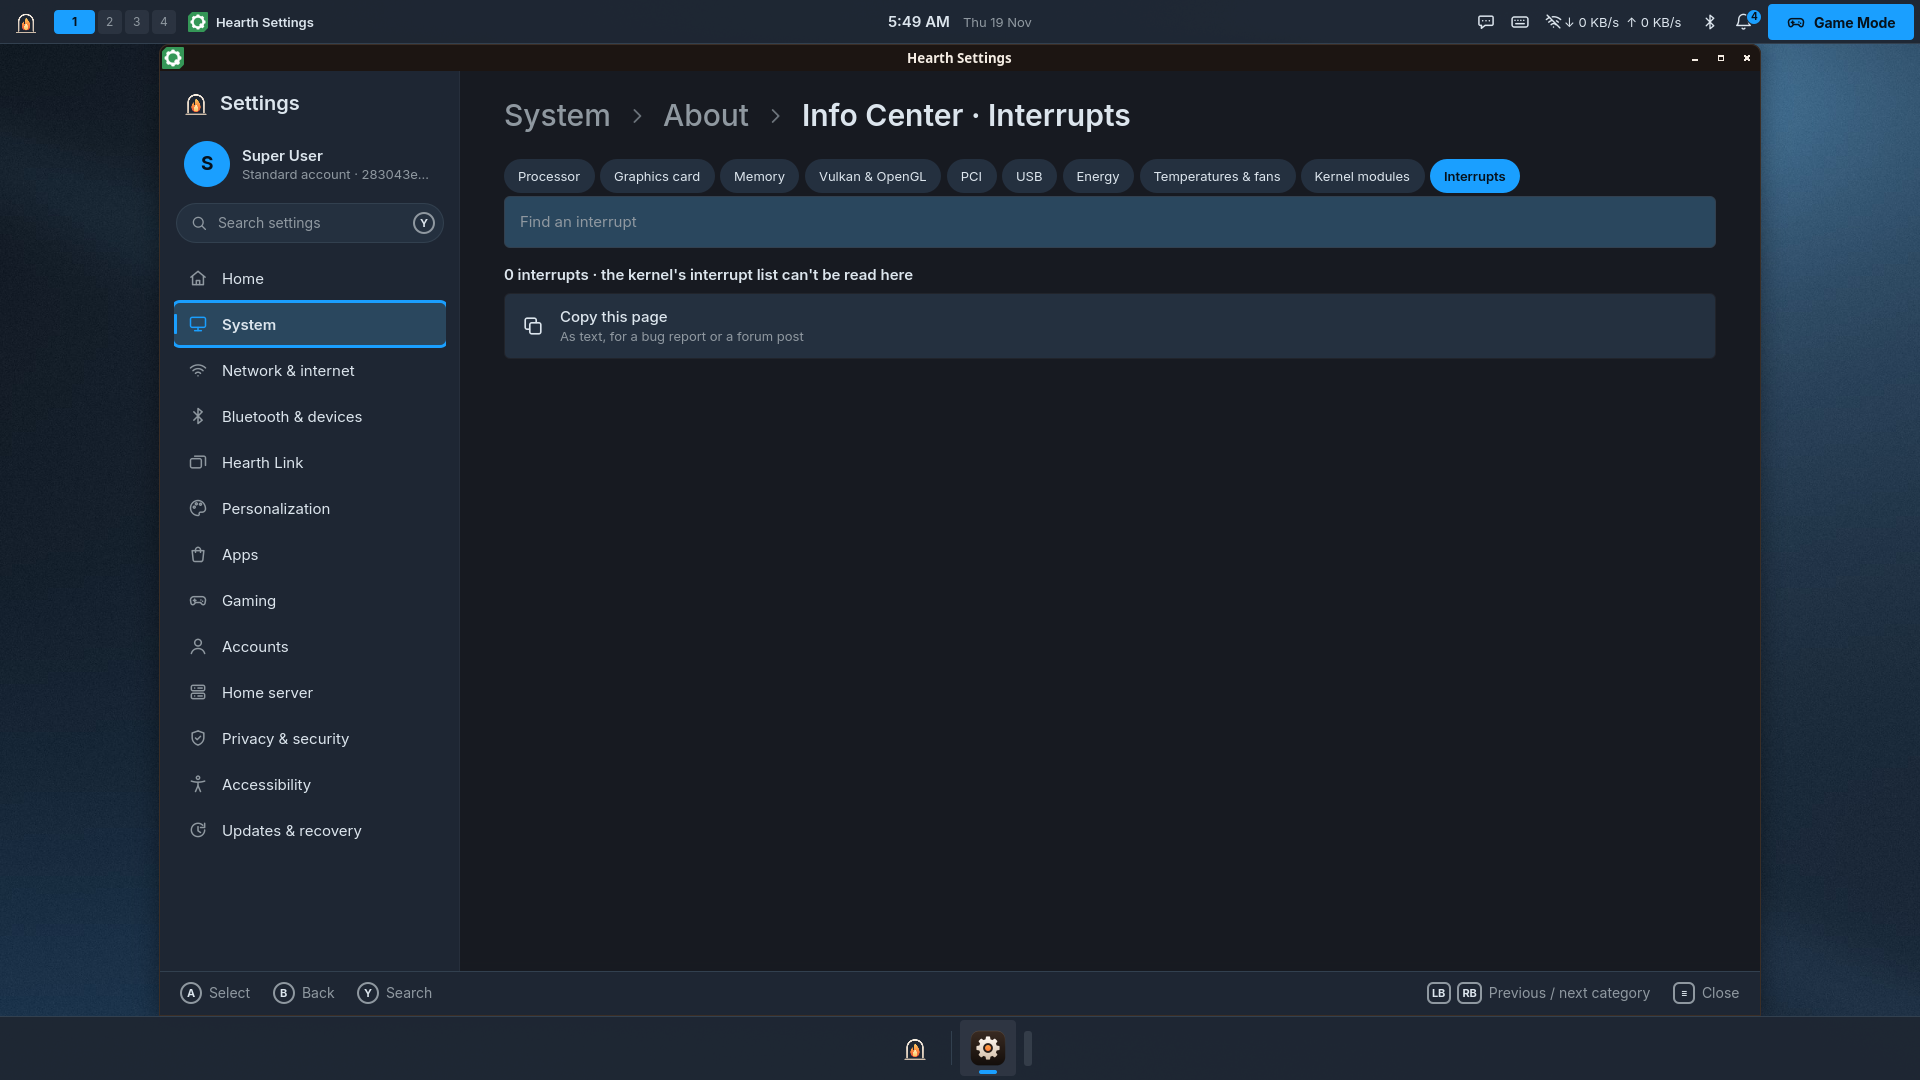 1 2 3 4 Hearth Settings 5:49 AM Thu 19 Nov ↓ 0 KB/s ↑ 0 KB/s 4 Game Mode
Hearth Settings
Settings
S Super User
Standard account · 283043e...
Search settings Y
Home
System
Network & internet
Bluetooth & devices
Hearth Link
Personalization
Apps
Gaming
Accounts
Home server
Privacy & security
Accessibility
Updates & recovery
System > About > Info Center · Interrupts
Processor Graphics card Memory Vulkan & OpenGL PCI USB Energy Temperatures & fans Kernel modules Interrupts
Find an interrupt
0 interrupts · the kernel's interrupt list can't be read here
Copy this page
As text, for a bug report or a forum post
A Select B Back Y Search LB RB Previous / next category ≡ Close